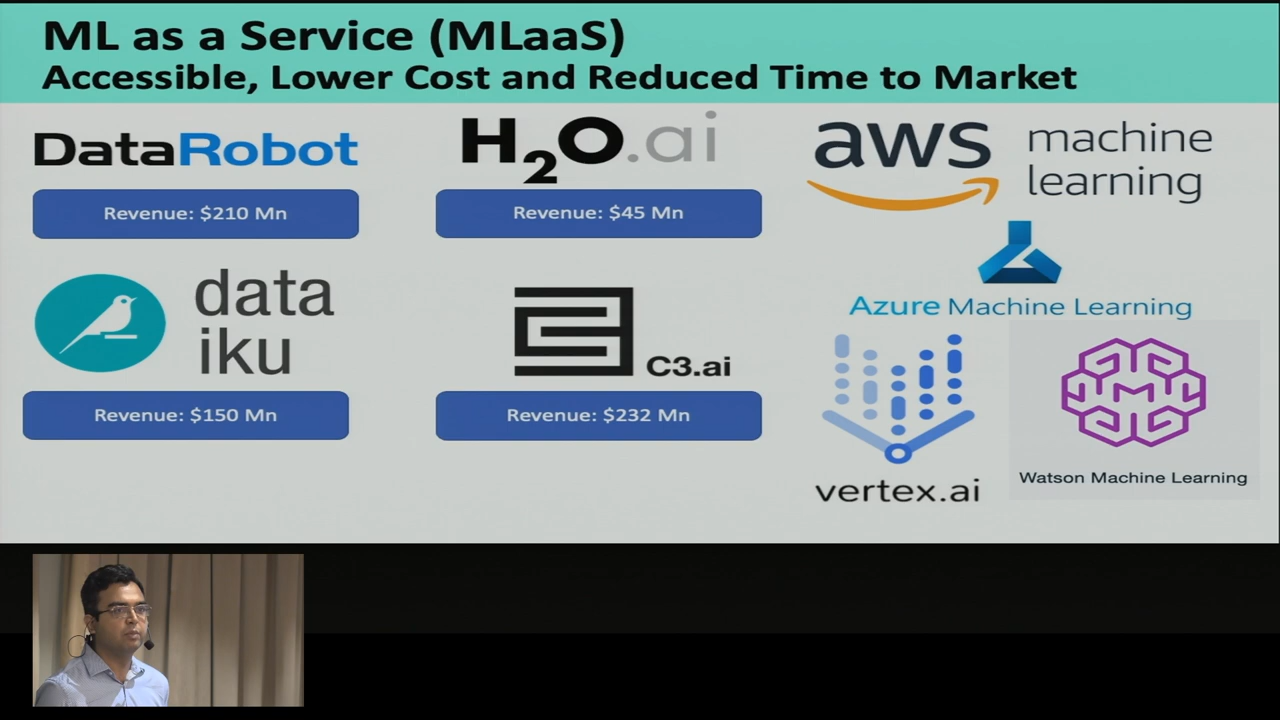 ML as a Service (MLaaS)
Accessible, Lower Cost and Reduced Time to Market
DataRobot
Revenue: $210 Mn
H2O.ai
Revenue: $45 Mn
data
iku
Revenue: $150 Mn
C3.ai
Revenue: $232 Mn
aws machine
learning
Azure Machine Learning
vertex.ai
Watson Machine Learning